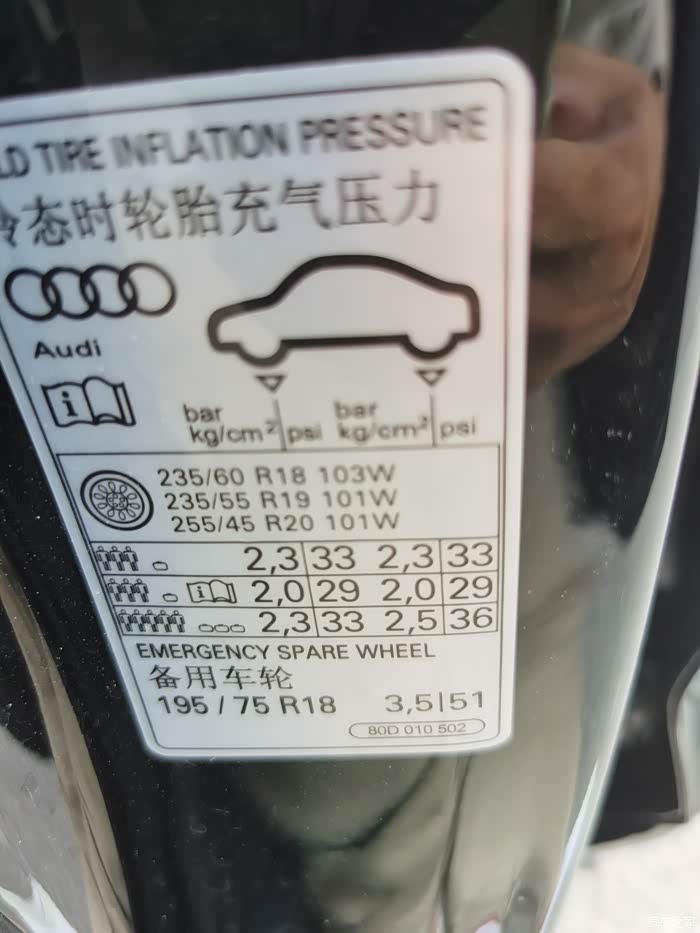 LD TIRE INFLATION PRESSURE
冷态时轮胎充气压力
Audi
i
bar kg/cm² psi bar kg/cm² psi
235/60 R18 103W
235/55 R19 101W
255/45 R20 101W
2,3 33 2,3 33
i 2,0 29 2,0 29
2,3 33 2,5 36
EMERGENCY SPARE WHEEL
备用车轮
195 / 75 R18 3,5 51
80D 010 502